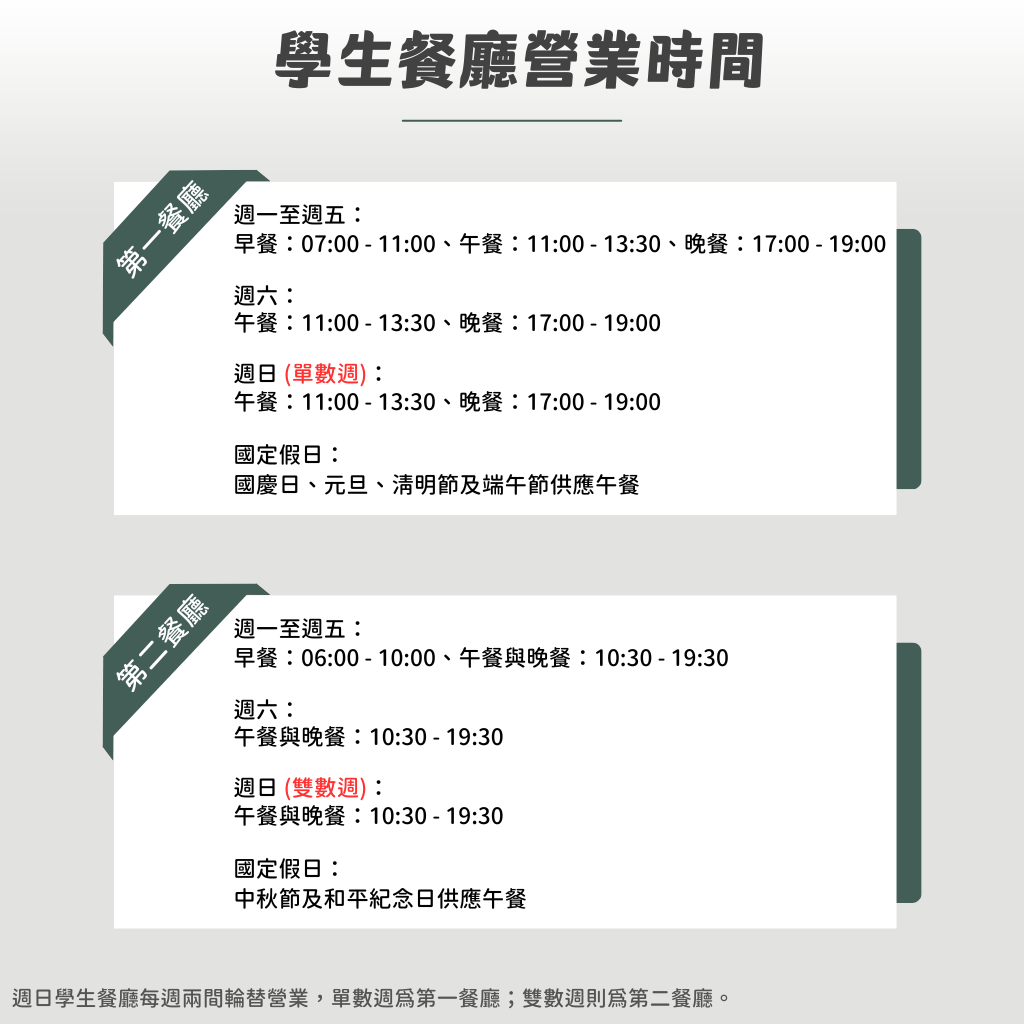 學生餐廳營業時間
第一餐廳
週一至週五：
早餐：07:00 - 11:00、午餐：11:00 - 13:30、晚餐：17:00 - 19:00
週六：
午餐：11:00 - 13:30、晚餐：17:00 - 19:00
週日 (單數週)：
午餐：11:00 - 13:30、晚餐：17:00 - 19:00
國定假日：
國慶日、元旦、清明節及端午節供應午餐
第二餐廳
週一至週五：
早餐：06:00 - 10:00、午餐與晚餐：10:30 - 19:30
週六：
午餐與晚餐：10:30 - 19:30
週日 (雙數週)：
午餐與晚餐：10:30 - 19:30
國定假日：
中秋節及和平紀念日供應午餐
週日學生餐廳每週兩間輪替營業，單數週爲第一餐廳；雙數週則爲第二餐廳。